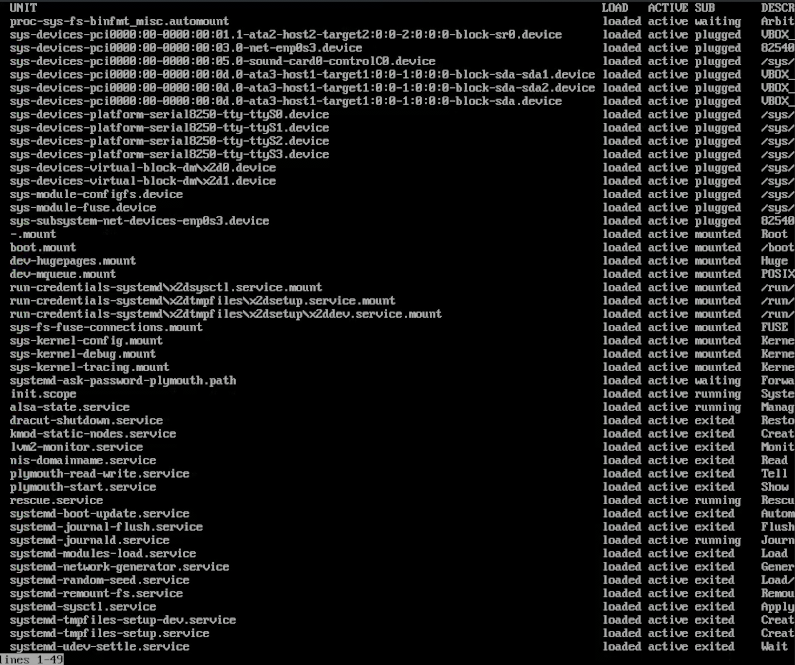 UNIT LOAD ACTIVE SUB DESCR
proc-sys-fs-binfmt_misc.automount loaded active waiting Arbit
sys-devices-pci0000:00-0000:00:01.1-ata2-host2-target2:0:0-2:0:0:0-block-sr0.device loaded active plugged VBOX_
sys-devices-pci0000:00-0000:00:03.0-net-enp0s3.device loaded active plugged 82540
sys-devices-pci0000:00-0000:00:05.0-sound-card0-controlC0.device loaded active plugged /sys/
sys-devices-pci0000:00-0000:00:0d.0-ata3-host1-target1:0:0-1:0:0:0-block-sda-sda1.device loaded active plugged VBOX_
sys-devices-pci0000:00-0000:00:0d.0-ata3-host1-target1:0:0-1:0:0:0-block-sda-sda2.device loaded active plugged VBOX_
sys-devices-pci0000:00-0000:00:0d.0-ata3-host1-target1:0:0-1:0:0:0-block-sda.device loaded active plugged VBOX_
sys-devices-platform-serial8250-tty-ttyS0.device loaded active plugged /sys/
sys-devices-platform-serial8250-tty-ttyS1.device loaded active plugged /sys/
sys-devices-platform-serial8250-tty-ttyS2.device loaded active plugged /sys/
sys-devices-platform-serial8250-tty-ttyS3.device loaded active plugged /sys/
sys-devices-virtual-block-dm\x2d0.device loaded active plugged /sys/
sys-devices-virtual-block-dm\x2d1.device loaded active plugged /sys/
sys-module-configfs.device loaded active plugged /sys/
sys-module-fuse.device loaded active plugged /sys/
sys-subsystem-net-devices-enp0s3.device loaded active plugged 82540
-.mount loaded active mounted Root
boot.mount loaded active mounted /boot
dev-hugepages.mount loaded active mounted Huge
dev-mqueue.mount loaded active mounted POSIX
run-credentials-systemd\x2dsysctl.service.mount loaded active mounted /run/
run-credentials-systemd\x2dtmpfiles\x2dsetup.service.mount loaded active mounted /run/
run-credentials-systemd\x2dtmpfiles\x2dsetup\x2ddev.service.mount loaded active mounted /run/
sys-fs-fuse-connections.mount loaded active mounted FUSE
sys-kernel-config.mount loaded active mounted Kerne
sys-kernel-debug.mount loaded active mounted Kerne
sys-kernel-tracing.mount loaded active mounted Kerne
systemd-ask-password-plymouth.path loaded active waiting Forwa
init.scope loaded active running Syste
alsa-state.service loaded active running Manag
dracut-shutdown.service loaded active exited Resto
kmod-static-nodes.service loaded active exited Creat
lvm2-monitor.service loaded active exited Monit
nis-domainname.service loaded active exited Read
plymouth-read-write.service loaded active exited Tell
plymouth-start.service loaded active exited Show
rescue.service loaded active running Rescu
systemd-boot-update.service loaded active exited Autom
systemd-journal-flush.service loaded active exited Flush
systemd-journald.service loaded active running Journ
systemd-modules-load.service loaded active exited Load
systemd-network-generator.service loaded active exited Gener
systemd-random-seed.service loaded active exited Load/
systemd-remount-fs.service loaded active exited Remou
systemd-sysctl.service loaded active exited Apply
systemd-tmpfiles-setup-dev.service loaded active exited Creat
systemd-tmpfiles-setup.service loaded active exited Creat
systemd-udev-settle.service loaded active exited Wait
lines 1-49